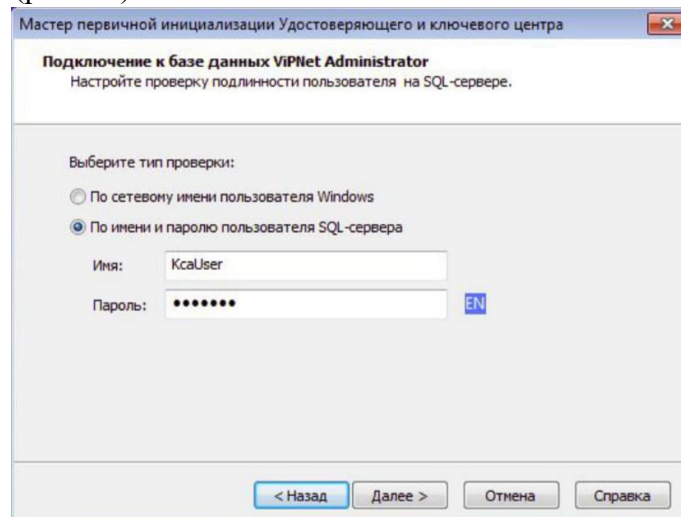 Мастер первичной инициализации Удостоверяющего и ключевого центра
Подключение к базе данных ViPNet Administrator
Настройте проверку подлинности пользователя на SQL-сервере.
Выберите тип проверки:
По сетевому имени пользователя Windows
По имени и паролю пользователя SQL-сервера
Имя: KcaUser
Пароль: ●●●●●●● EN
< Назад Далее > Отмена Справка